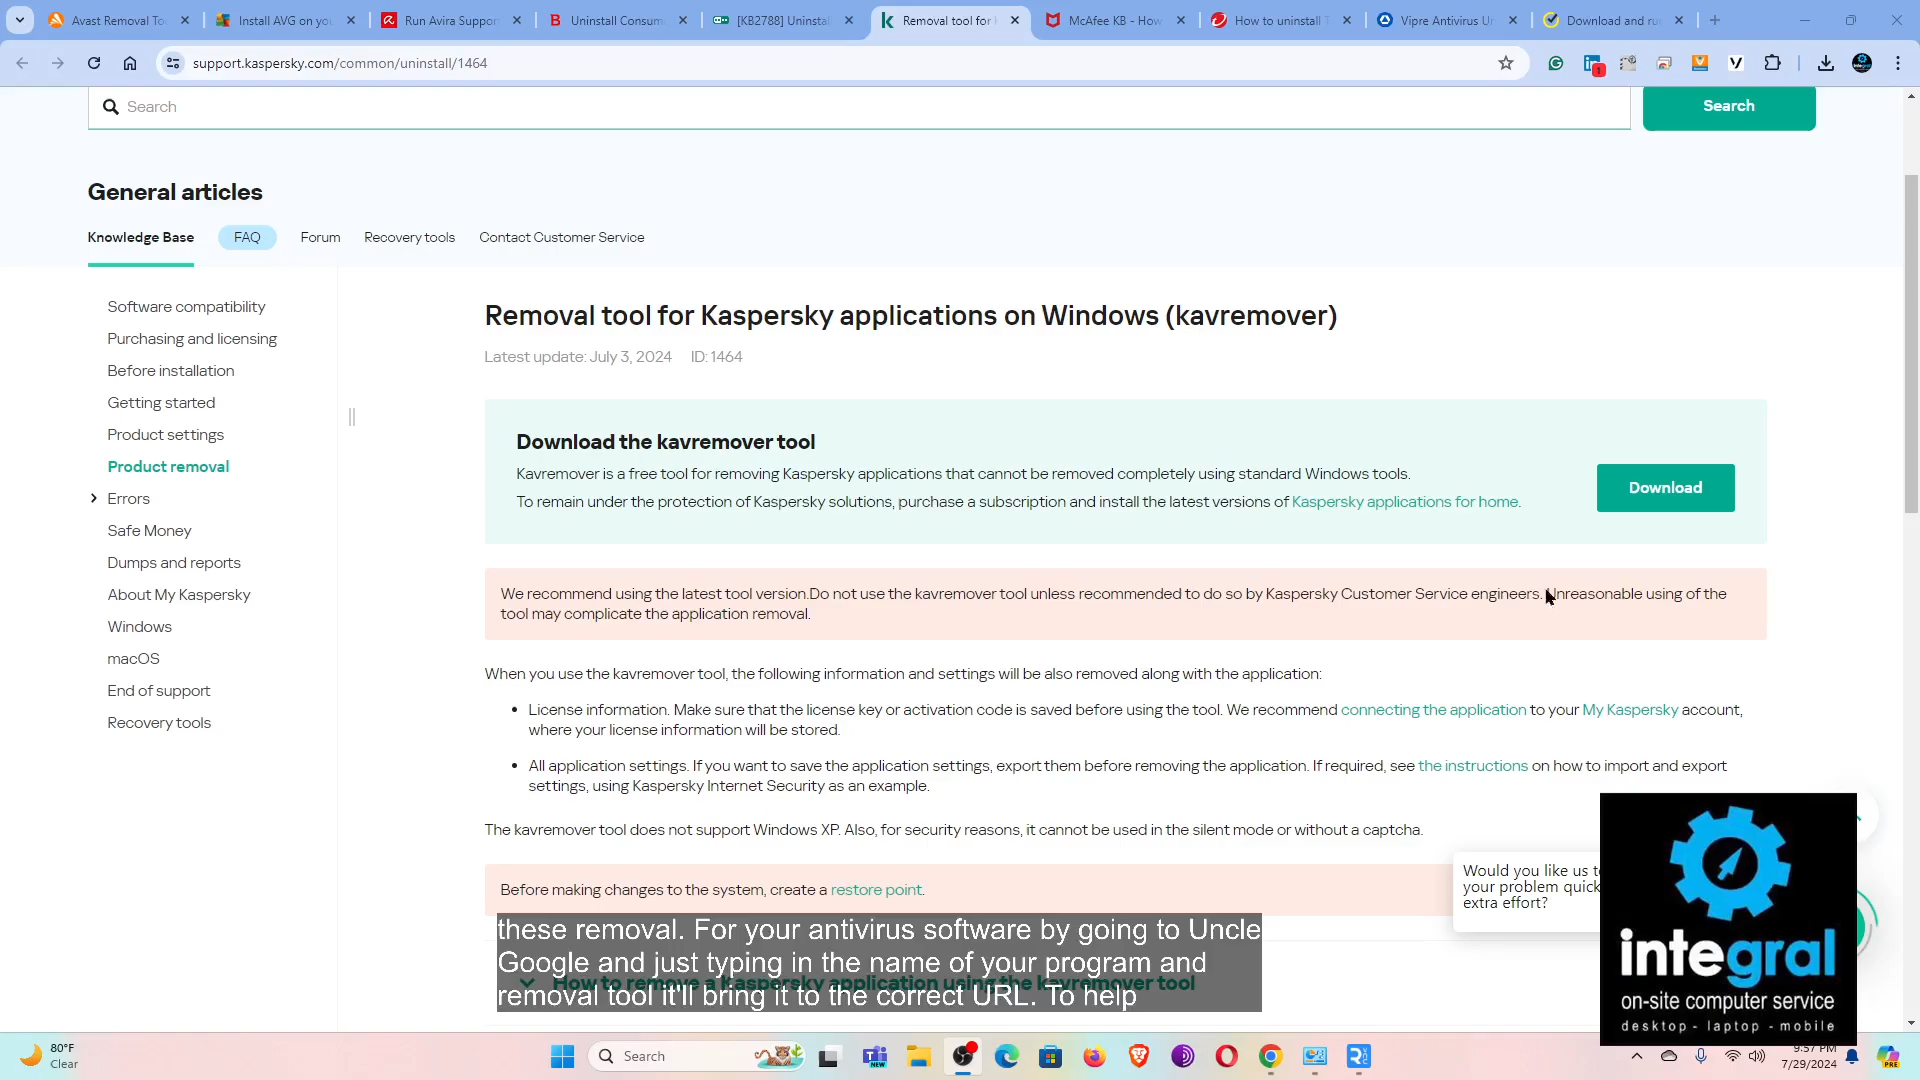 Avast Removal To
Install AVG on yo
Run Avira Suppor
Uninstall Consum
[KB2788] Uninstal
Removal tool for
McAfee KB - How
How to uninstall T
Vipre Antivirus Un
Download and ru
support.kaspersky.com/common/uninstall/1464
Search
Search
General articles
Knowledge Base
FAQ
Forum
Recovery tools
Contact Customer Service
Software compatibility
Purchasing and licensing
Before installation
Getting started
Product settings
Product removal
Errors
Safe Money
Dumps and reports
About My Kaspersky
Windows
macOS
End of support
Recovery tools
Removal tool for Kaspersky applications on Windows (kavremover)
Latest update: July 3, 2024 ID: 1464
Download the kavremover tool
Kavremover is a free tool for removing Kaspersky applications that cannot be removed completely using standard Windows tools.
To remain under the protection of Kaspersky solutions, purchase a subscription and install the latest versions of Kaspersky applications for home.
Download
We recommend using the latest tool version.Do not use the kavremover tool unless recommended to do so by Kaspersky Customer Service engineers. Unreasonable using of the
tool may complicate the application removal.
When you use the kavremover tool, the following information and settings will be also removed along with the application:
• License information. Make sure that the license key or activation code is saved before using the tool. We recommend connecting the application to your My Kaspersky account,
where your license information will be stored.
• All application settings. If you want to save the application settings, export them before removing the application. If required, see the instructions on how to import and export
settings, using Kaspersky Internet Security as an example.
The kavremover tool does not support Windows XP. Also, for security reasons, it cannot be used in the silent mode or without a captcha.
Before making changes to the system, create a restore point.
How to remove a Kaspersky application using the kavremover tool
these removal. For your antivirus software by going to Uncle
Google and just typing in the name of your program and
removal tool it'll bring it to the correct URL. To help
Would you like us to
your problem quick
extra effort?
integral
on-site computer service
desktop - laptop - mobile
80°F
Clear
Search
NEW
PRE
9:57 PM
7/29/2024